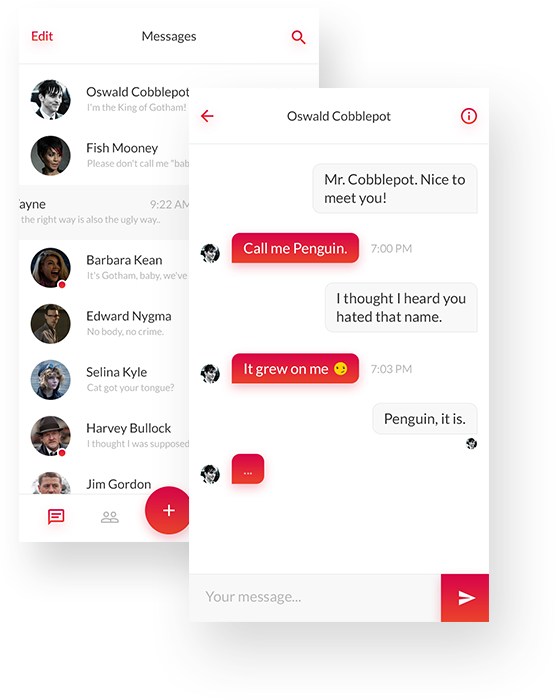 Edit
Messages
Oswald Cobblepot
I'm the King of Gotham!
Fish Mooney
Please don't call me "bab
ayne
9:22 AM
the right way is also the ugly way..
Barbara Kean
It's Gotham, baby, we've
Edward Nygma
No body, no crime.
Selina Kyle
Cat got your tongue?
Harvey Bullock
I thought I was supposed
Jim Gordon
Oswald Cobblepot
Mr. Cobblepot. Nice to
meet you!
Call me Penguin.
7:00 PM
I thought I heard you
hated that name.
It grew on me 😏
7:03 PM
Penguin, it is.
...
Your message...